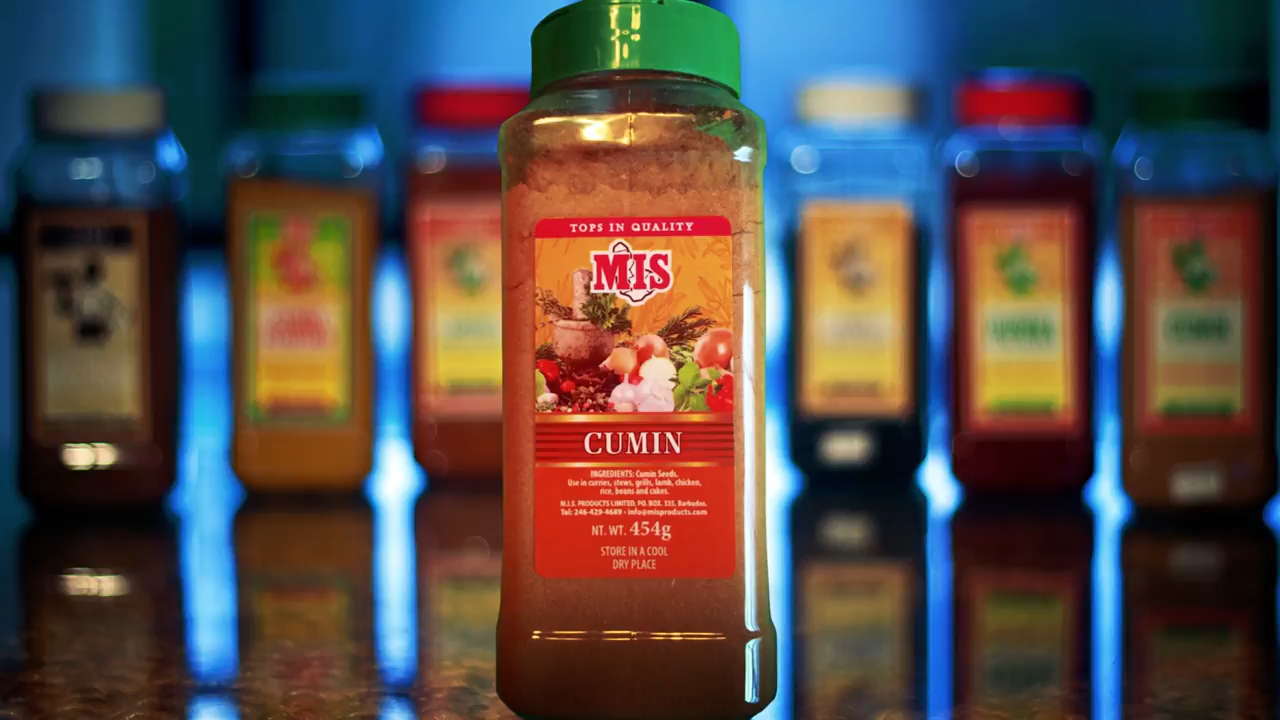 TOPS IN QUALITY
MIS
CUMIN
INGREDIENTS: Cumin Seeds.
Use in curries, stews, grills, lamb, chicken,
rice, beans and cakes.
M.I.S. PRODUCTS LIMITED, P.O. BOX. 335, Barbados.
Tel: 246-429-4689 • info@misproducts.com
NT. WT. 454g
STORE IN A COOL
DRY PLACE